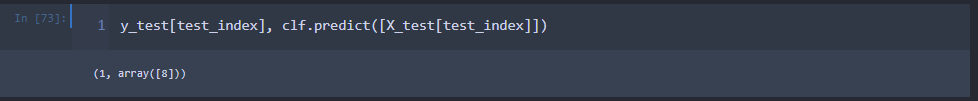 In [73]:
1 y_test[test_index], clf.predict([X_test[test_index]])
(1, array([8]))